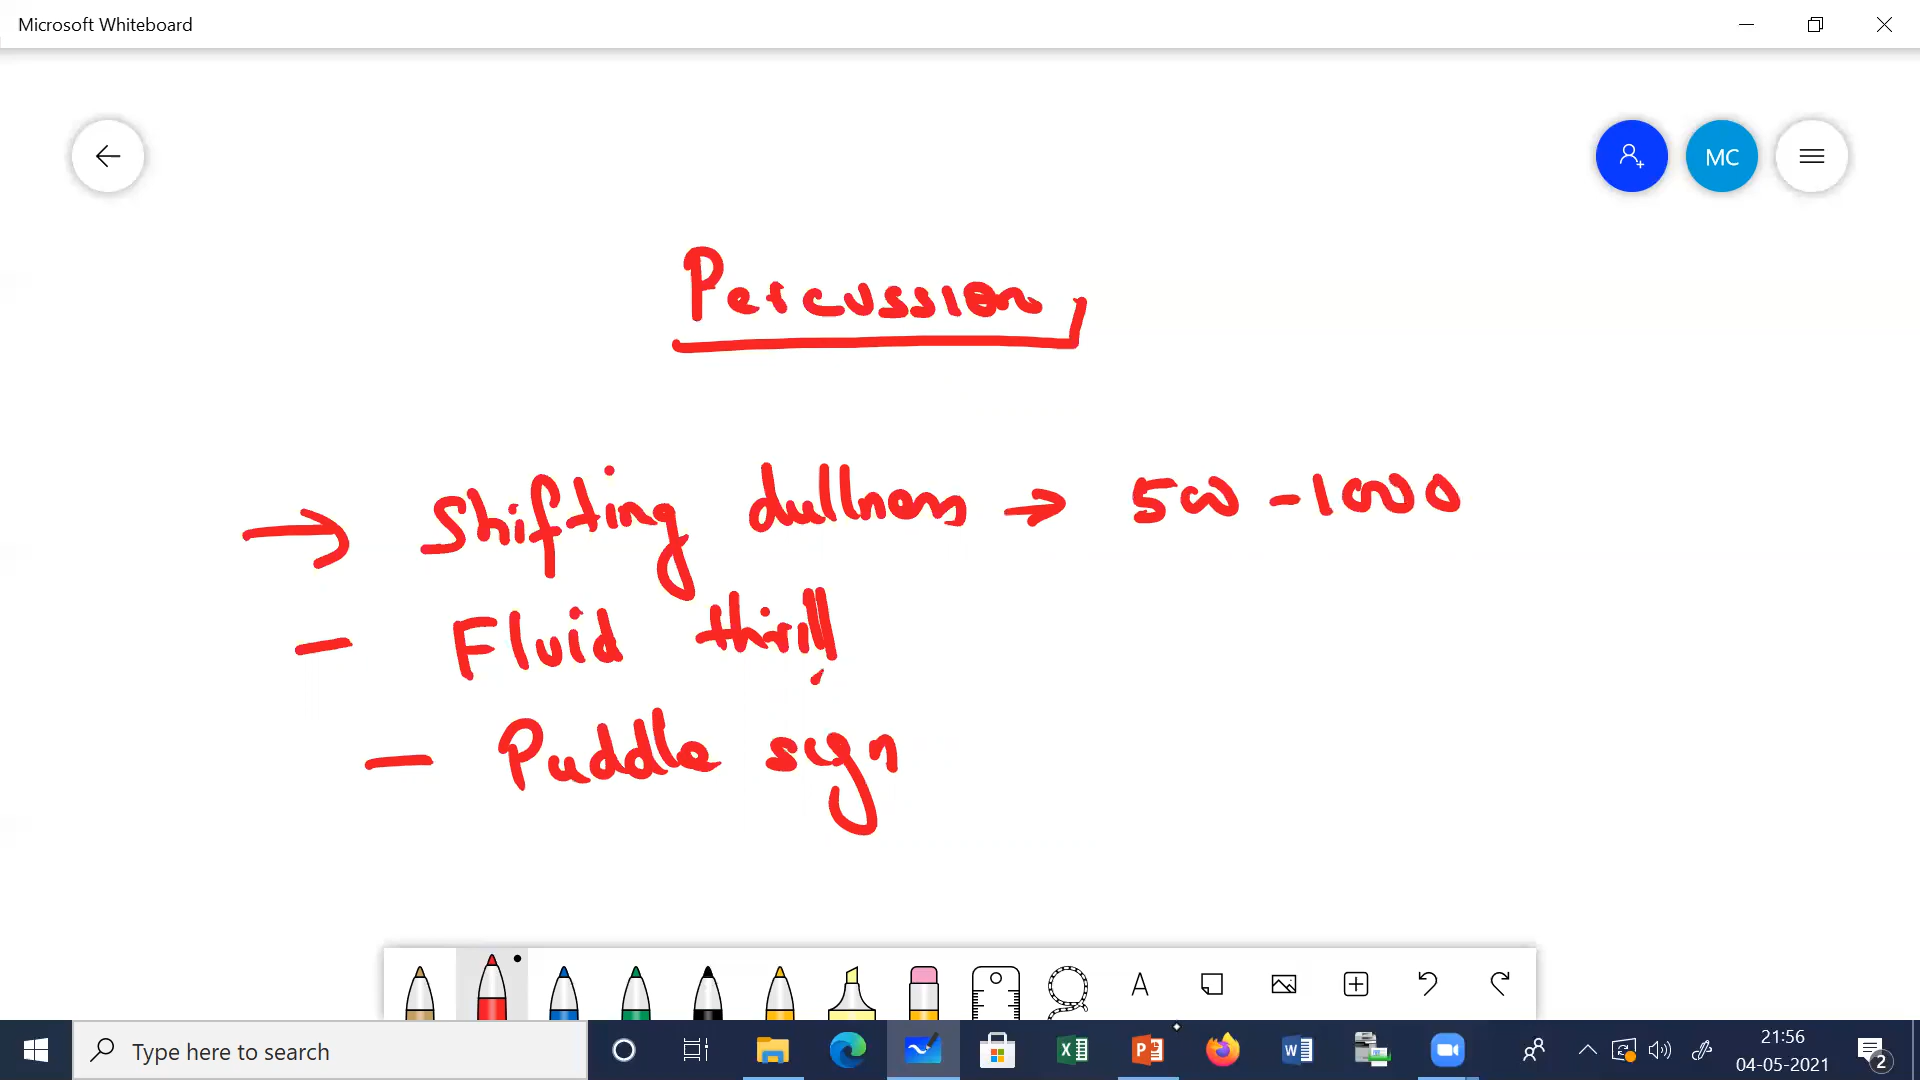 Microsoft Whiteboard
MC
Percussion
→ Shifting dullness → 500 - 1000
- Fluid thrill
- Puddle sign
A
Type here to search
21:56
04-05-2021
2